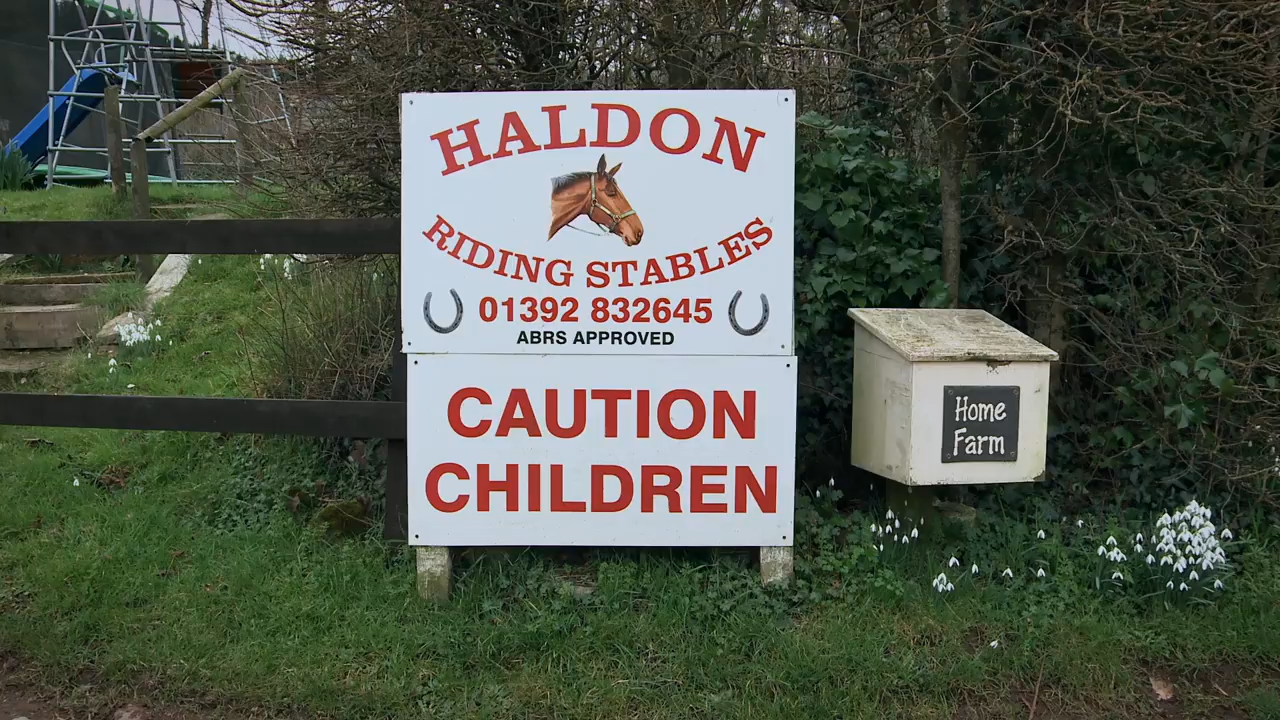 HALDON
RIDING STABLES
01392 832645
ABRS APPROVED
CAUTION
CHILDREN
Home
Farm